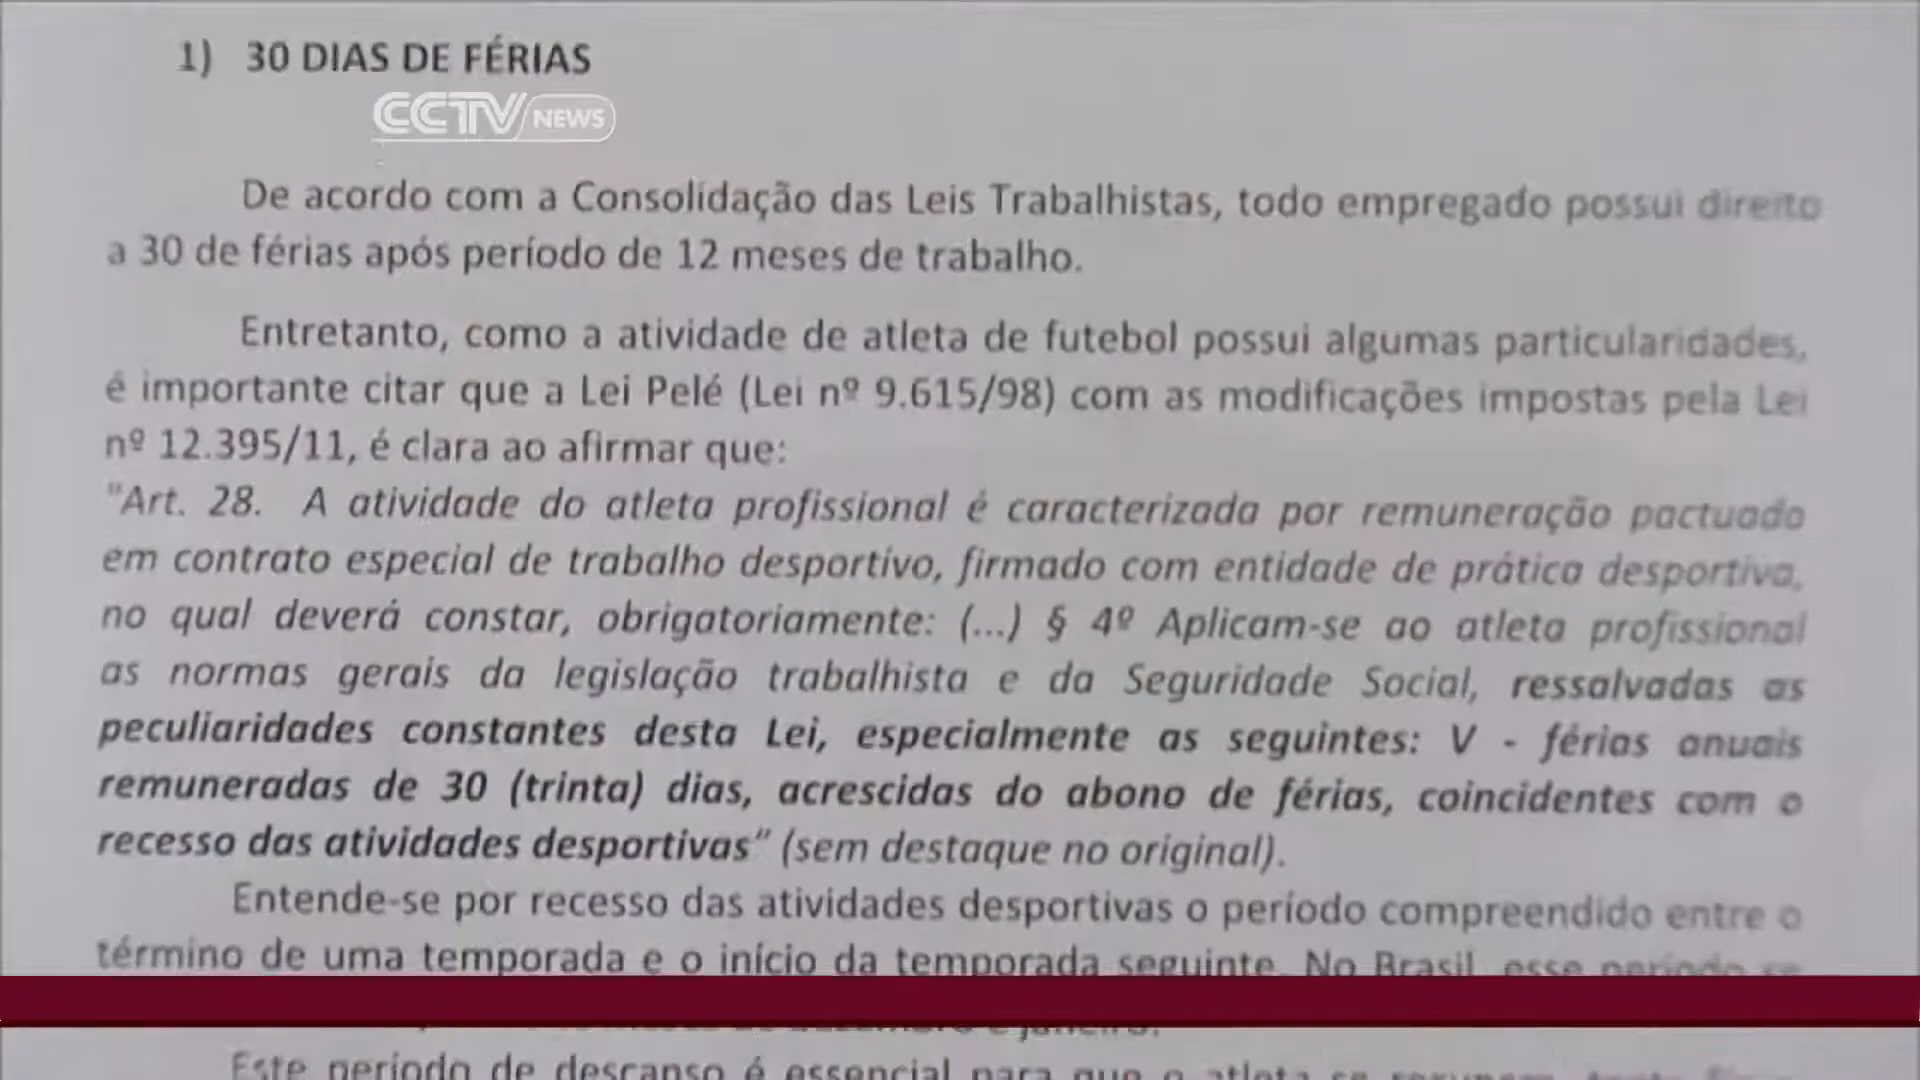 1) 30 DIAS DE FÉRIAS
CCTV NEWS
De acordo com a Consolidação das Leis Trabalhistas, todo empregado possui direito
a 30 de férias após período de 12 meses de trabalho.
Entretanto, como a atividade de atleta de futebol possui algumas particularidades,
é importante citar que a Lei Pelé (Lei nº 9.615/98) com as modificações impostas pela Lei
nº 12.395/11, é clara ao afirmar que:
"Art. 28. A atividade do atleta profissional é caracterizada por remuneração pactuada
em contrato especial de trabalho desportivo, firmado com entidade de prática desportiva,
no qual deverá constar, obrigatoriamente: (...) § 4º Aplicam-se ao atleta profissional
as normas gerais da legislação trabalhista e da Seguridade Social, ressalvadas as
peculiaridades constantes desta Lei, especialmente as seguintes: V - férias anuais
remuneradas de 30 (trinta) dias, acrescidas do abono de férias, coincidentes com o
recesso das atividades desportivas" (sem destaque no original).
Entende-se por recesso das atividades desportivas o período compreendido entre o
término de uma temporada e o início da temporada seguinte. No Brasil, esse período se
janeiro.
Este período de descanso é essencial para que o atleta se